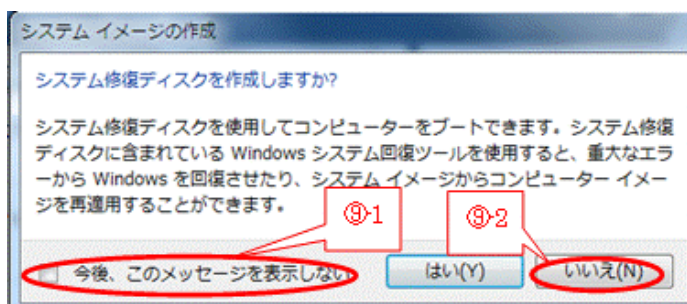 システム イメージの作成
システム修復ディスクを作成しますか?
システム修復ディスクを使用してコンピューターをブートできます。システム修復
ディスクに含まれている Windows システム回復ツールを使用すると、重大なエラ
ーから Windows を回復させたり、システム イメージからコンピューター イメー
ジを再適用することができます。
⑨-1
⑨-2
今後、このメッセージを表示しない
はい(Y)
いいえ(N)